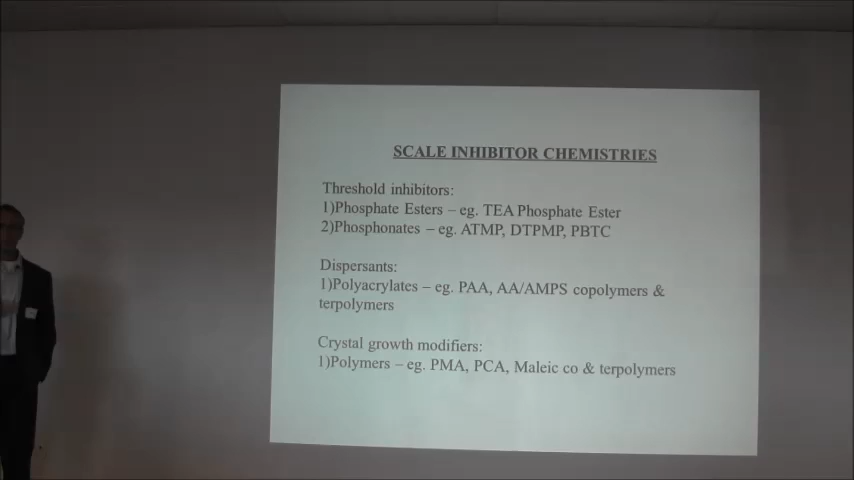 SCALE INHIBITOR CHEMISTRIES
Threshold inhibitors:
1)Phosphate Esters – eg. TEA Phosphate Ester
2)Phosphonates – eg. ATMP, DTPMP, PBTC
Dispersants:
1)Polyacrylates – eg. PAA, AA/AMPS copolymers &
terpolymers
Crystal growth modifiers:
1)Polymers – eg. PMA, PCA, Maleic co & terpolymers